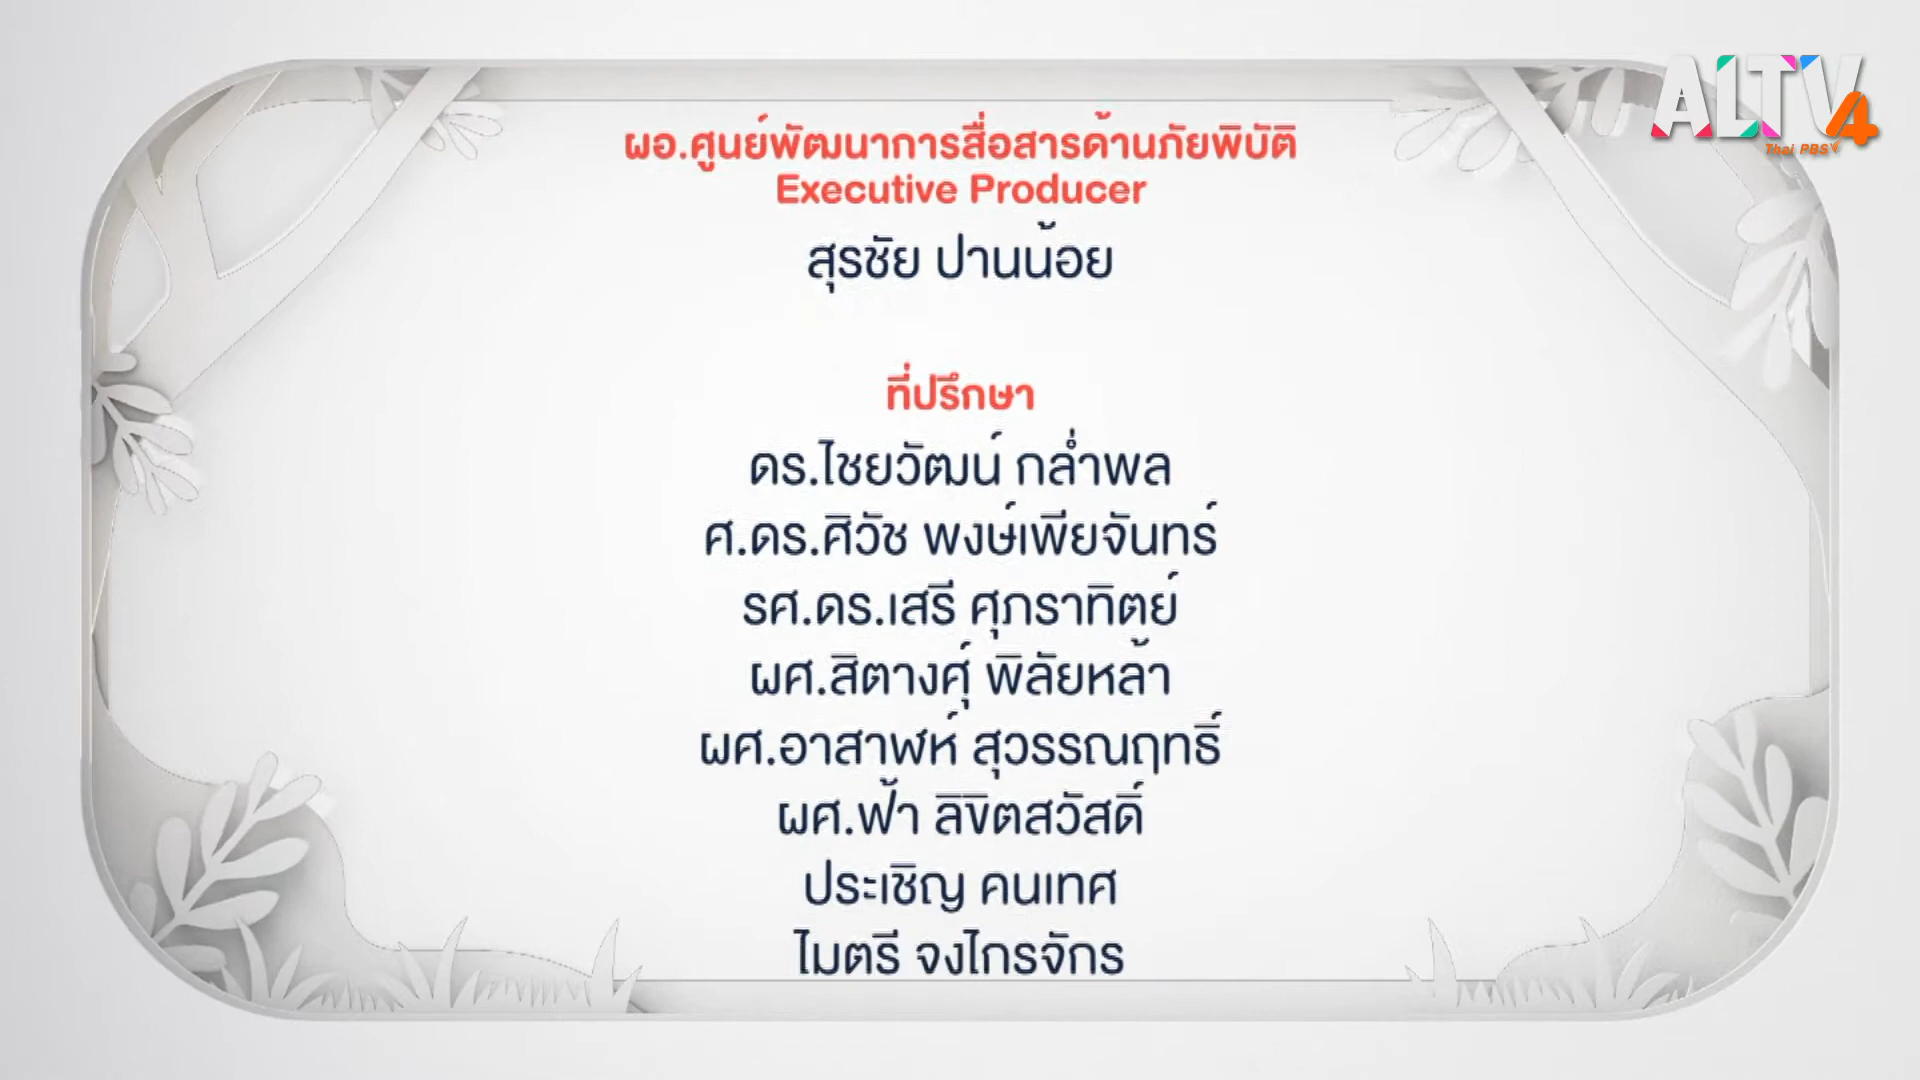 ALTV4
Thai PBS
ผอ.ศูนย์พัฒนาการสื่อสารด้านภัยพิบัติ
Executive Producer
สุรชัย ปานน้อย
ที่ปรึกษา
ดร.ไชยวัฒน์ กล่ำพล
ศ.ดร.ศิวัช พงษ์เพียจันทร์
รศ.ดร.เสรี ศุภราทิตย์
ผศ.สิตางศุ์ พิลัยหล้า
ผศ.อาสาฬห์ สุวรรณฤทธิ์
ผศ.ฟ้า ลิขิตสวัสดิ์
ประเชิญ คนเทศ
ไมตรี จงไกรจักร